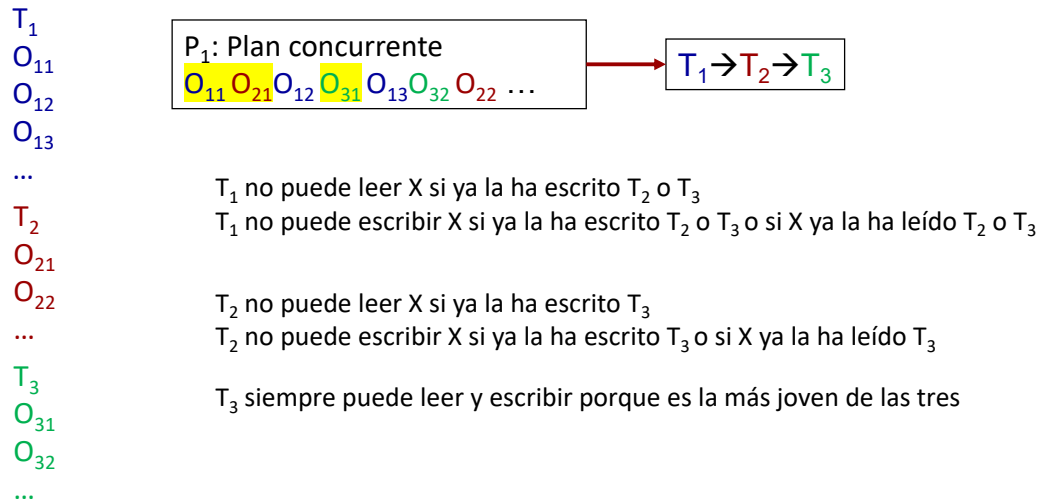 T₁
O₁₁
O₁₂
O₁₃
...
T₂
O₂₁
O₂₂
...
T₃
O₃₁
O₃₂
...
P₁: Plan concurrente
O₁₁ O₂₁ O₁₂ O₃₁ O₁₃ O₃₂ O₂₂ ...
T₁→T₂→T₃
T₁ no puede leer X si ya la ha escrito T₂ o T₃
T₁ no puede escribir X si ya la ha escrito T₂ o T₃ o si X ya la ha leído T₂ o T₃
T₂ no puede leer X si ya la ha escrito T₃
T₂ no puede escribir X si ya la ha escrito T₃ o si X ya la ha leído T₃
T₃ siempre puede leer y escribir porque es la más joven de las tres